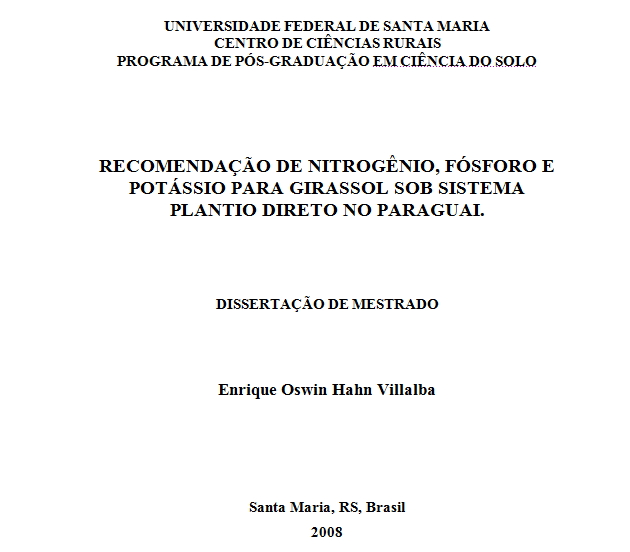 UNIVERSIDADE FEDERAL DE SANTA MARIA
CENTRO DE CIÊNCIAS RURAIS
PROGRAMA DE PÓS-GRADUAÇÃO EM CIÊNCIA DO SOLO
RECOMENDAÇÃO DE NITROGÊNIO, FÓSFORO E
POTÁSSIO PARA GIRASSOL SOB SISTEMA
PLANTIO DIRETO NO PARAGUAI.
DISSERTAÇÃO DE MESTRADO
Enrique Oswin Hahn Villalba
Santa Maria, RS, Brasil
2008